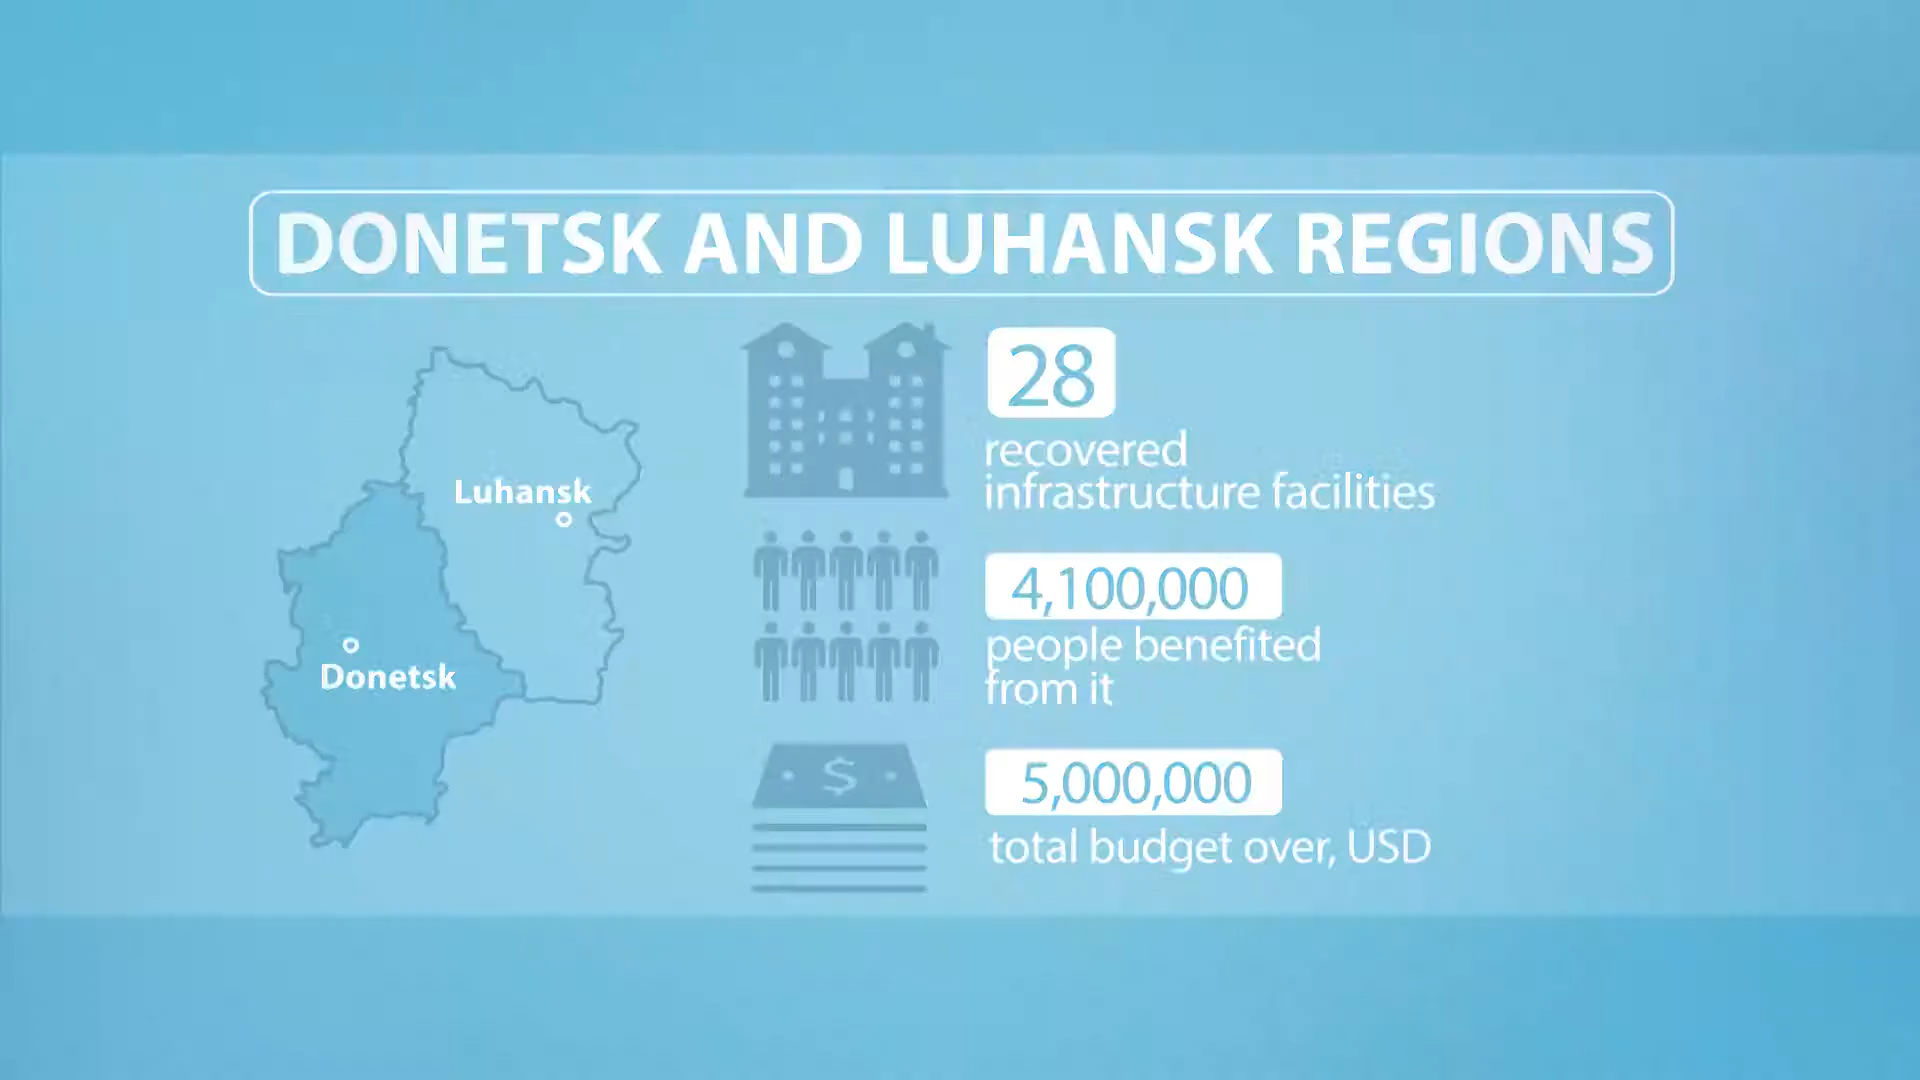 DONETSK AND LUHANSK REGIONS
Luhansk
Donetsk
28
recovered
infrastructure facilities
4,100,000
people benefited
from it
$
5,000,000
total budget over, USD